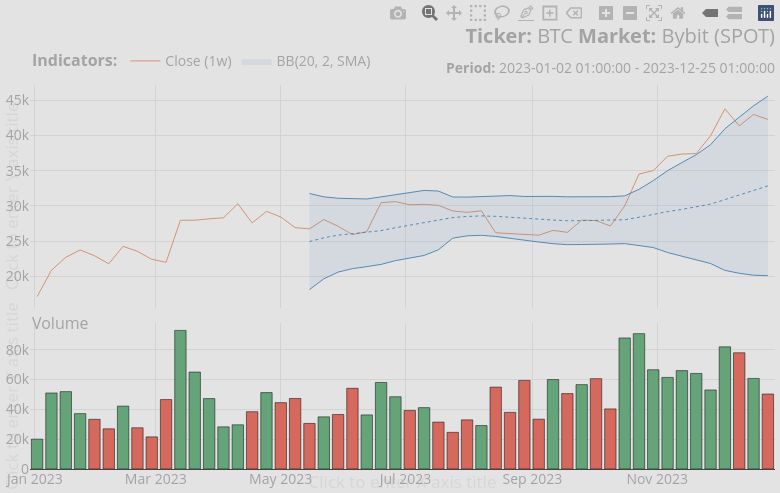 Ticker: BTC Market: Bybit (SPOT)
Indicators: Close (1w) BB(20, 2, SMA)
Period: 2023-01-02 01:00:00 - 2023-12-25 01:00:00
45k
40k
35k
30k
25k
20k
Volume
80k
60k
40k
20k
0
Jan 2023 Mar 2023 May 2023 Jul 2023 Sep 2023 Nov 2023
Click to enter X axis title